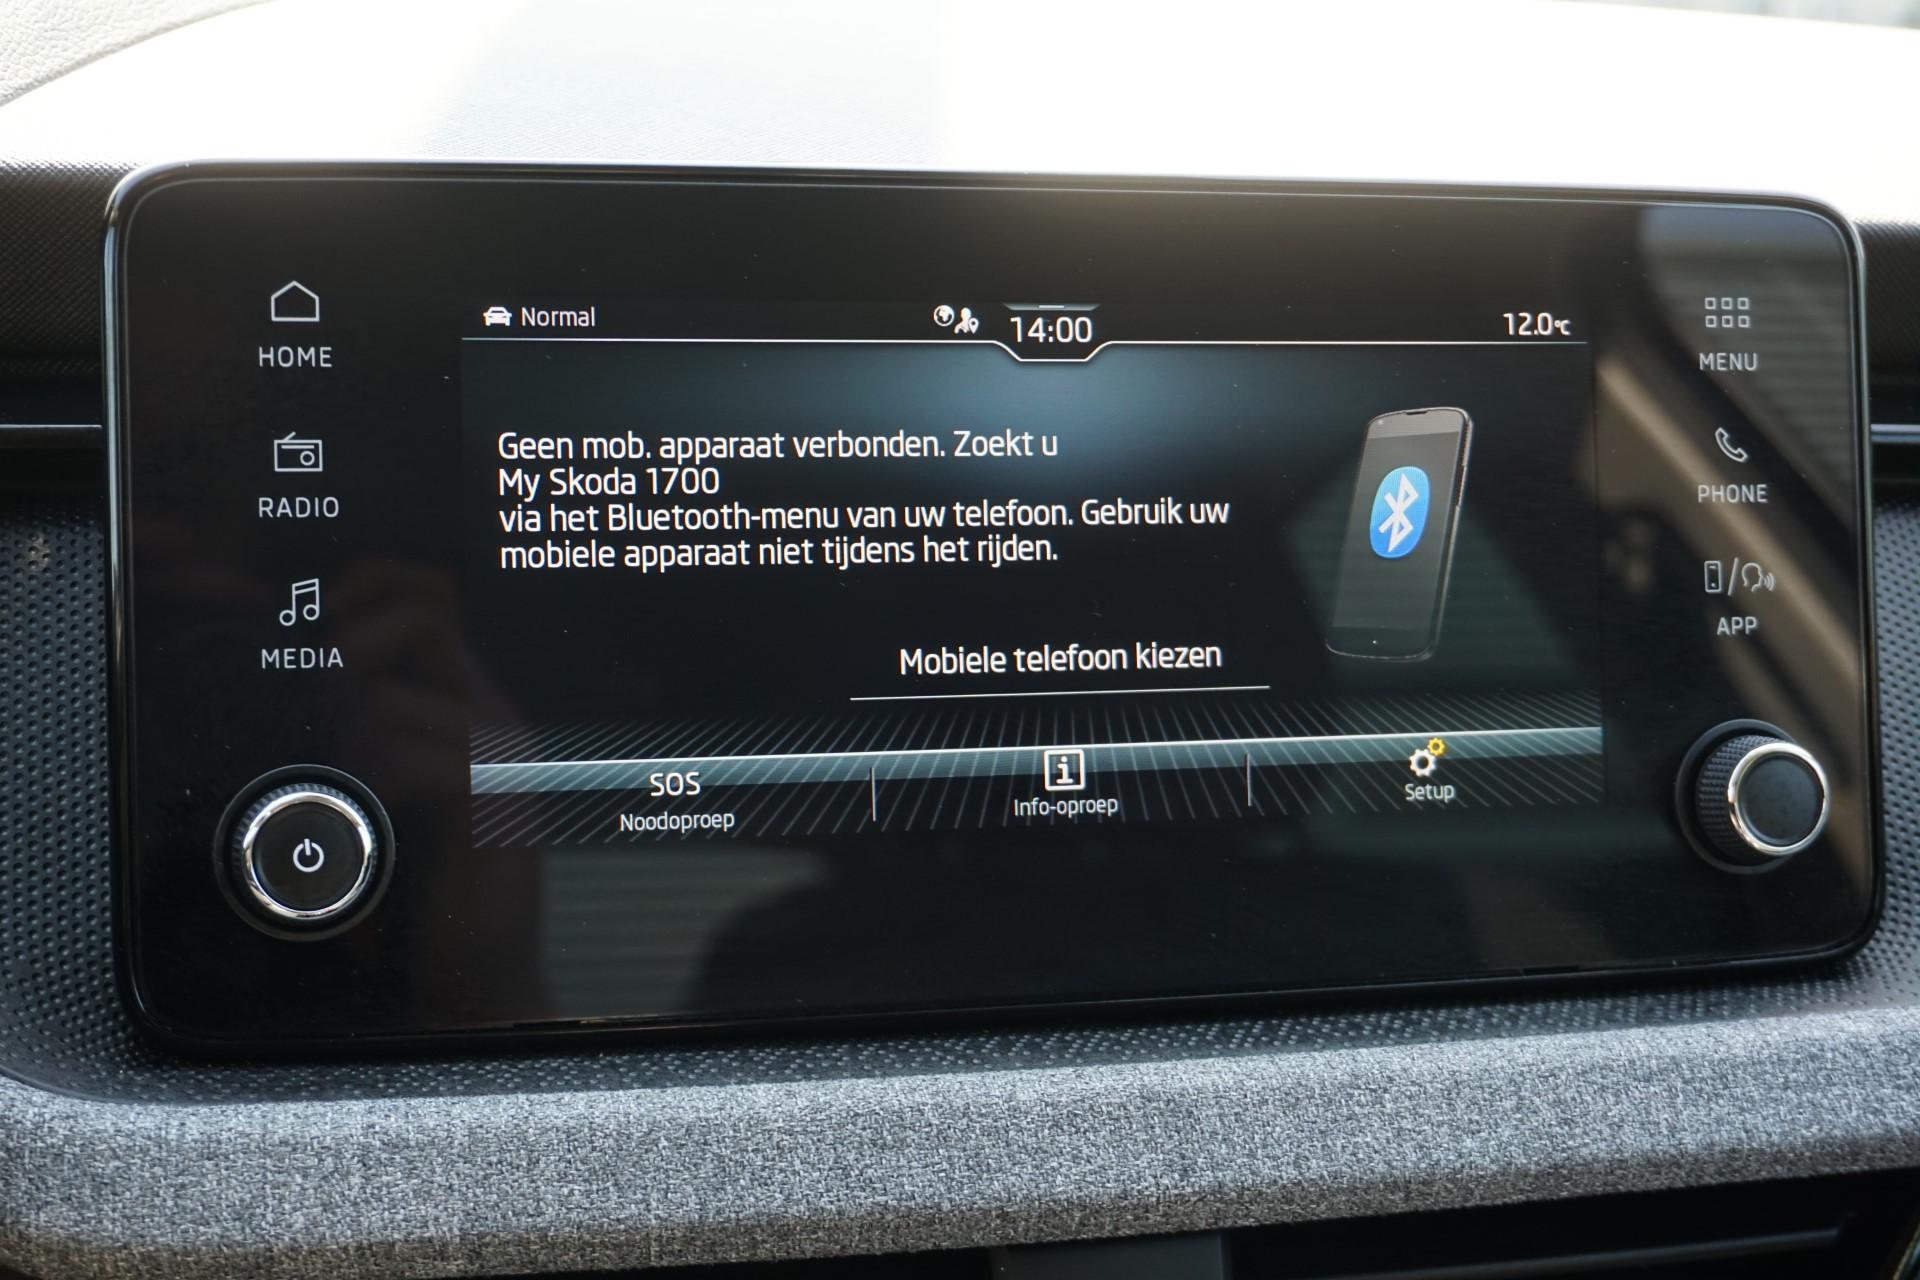 HOME
RADIO
MEDIA
Normal
14:00
12.0°C
Geen mob. apparaat verbonden. Zoekt u
My Skoda 1700
via het Bluetooth-menu van uw telefoon. Gebruik uw
mobiele apparaat niet tijdens het rijden.
Mobiele telefoon kiezen
SOS
Noodoproep
i
Info-oproep
Setup
MENU
PHONE
APP